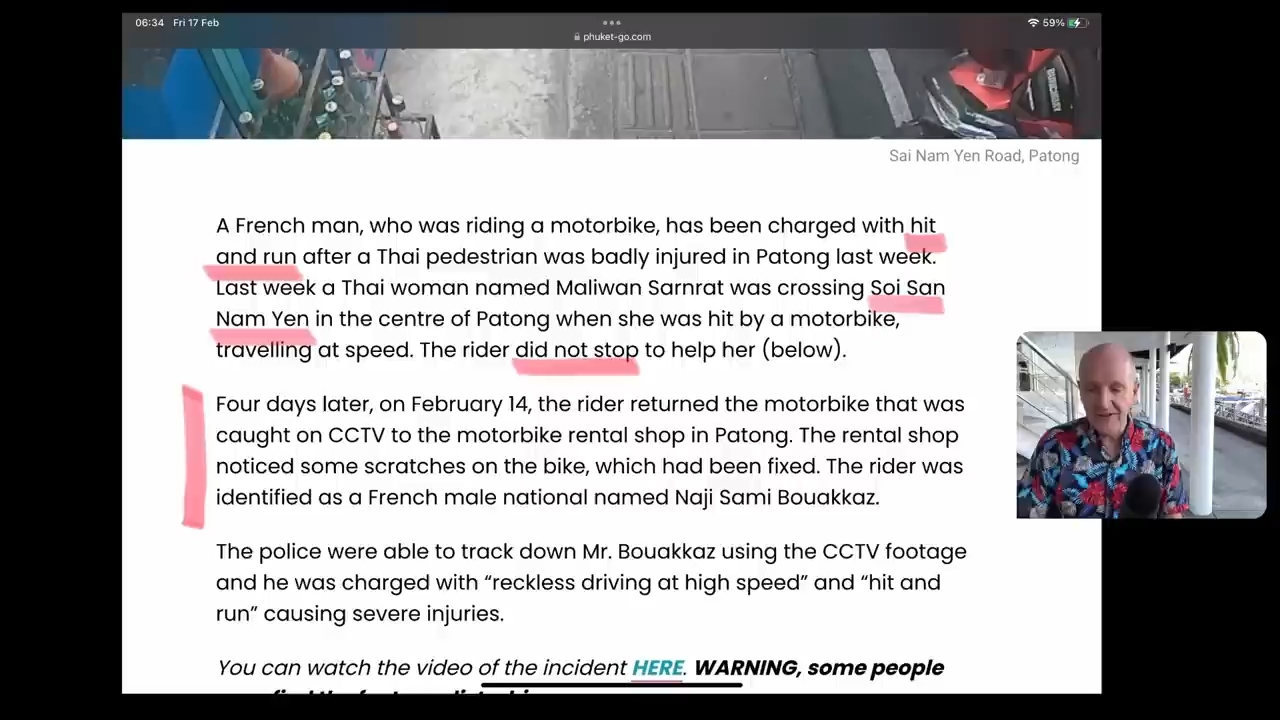 06:34 Fri 17 Feb
59%
phuket-go.com
Sai Nam Yen Road, Patong
A French man, who was riding a motorbike, has been charged with hit
and run after a Thai pedestrian was badly injured in Patong last week.
Last week a Thai woman named Maliwan Sarnrat was crossing Soi San
Nam Yen in the centre of Patong when she was hit by a motorbike,
travelling at speed. The rider did not stop to help her (below).
Four days later, on February 14, the rider returned the motorbike that was
caught on CCTV to the motorbike rental shop in Patong. The rental shop
noticed some scratches on the bike, which had been fixed. The rider was
identified as a French male national named Naji Sami Bouakkaz.
The police were able to track down Mr. Bouakkaz using the CCTV footage
and he was charged with “reckless driving at high speed” and “hit and
run” causing severe injuries.
You can watch the video of the incident HERE. WARNING, some people